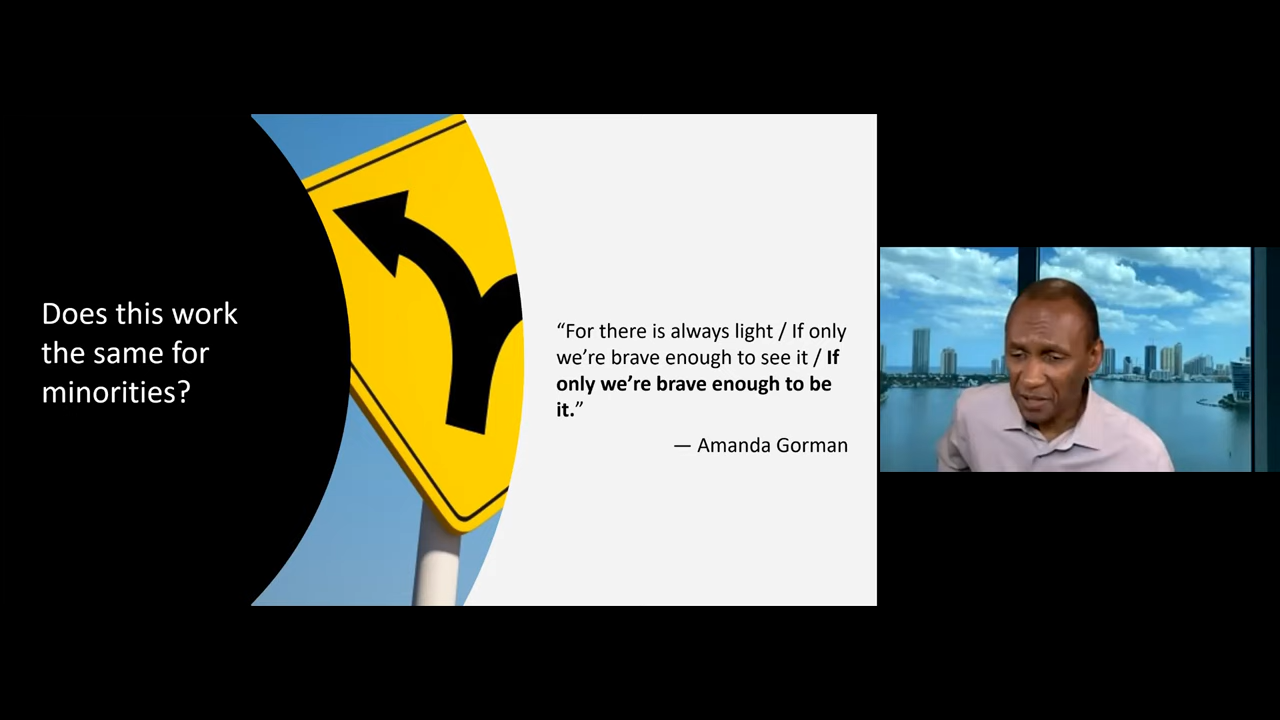 Does this work
the same for
minorities?
“For there is always light / If only
we’re brave enough to see it / If
only we’re brave enough to be
it.”
— Amanda Gorman